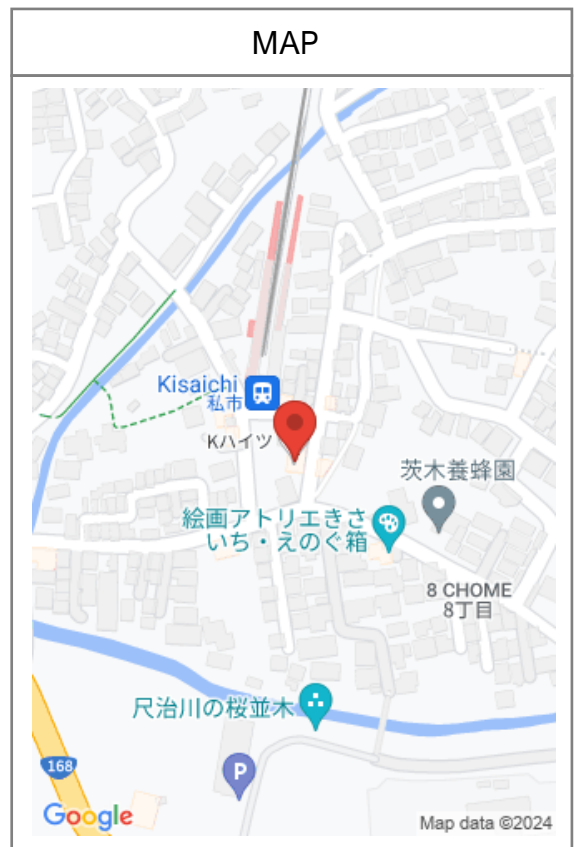 MAP
Kisaichi
私市
Kハイツ
茨木養蜂園
絵画アトリエきさ
いち・えのぐ箱
8 CHOME
8丁目
尺治川の桜並木
P
168
Google
Map data ©2024